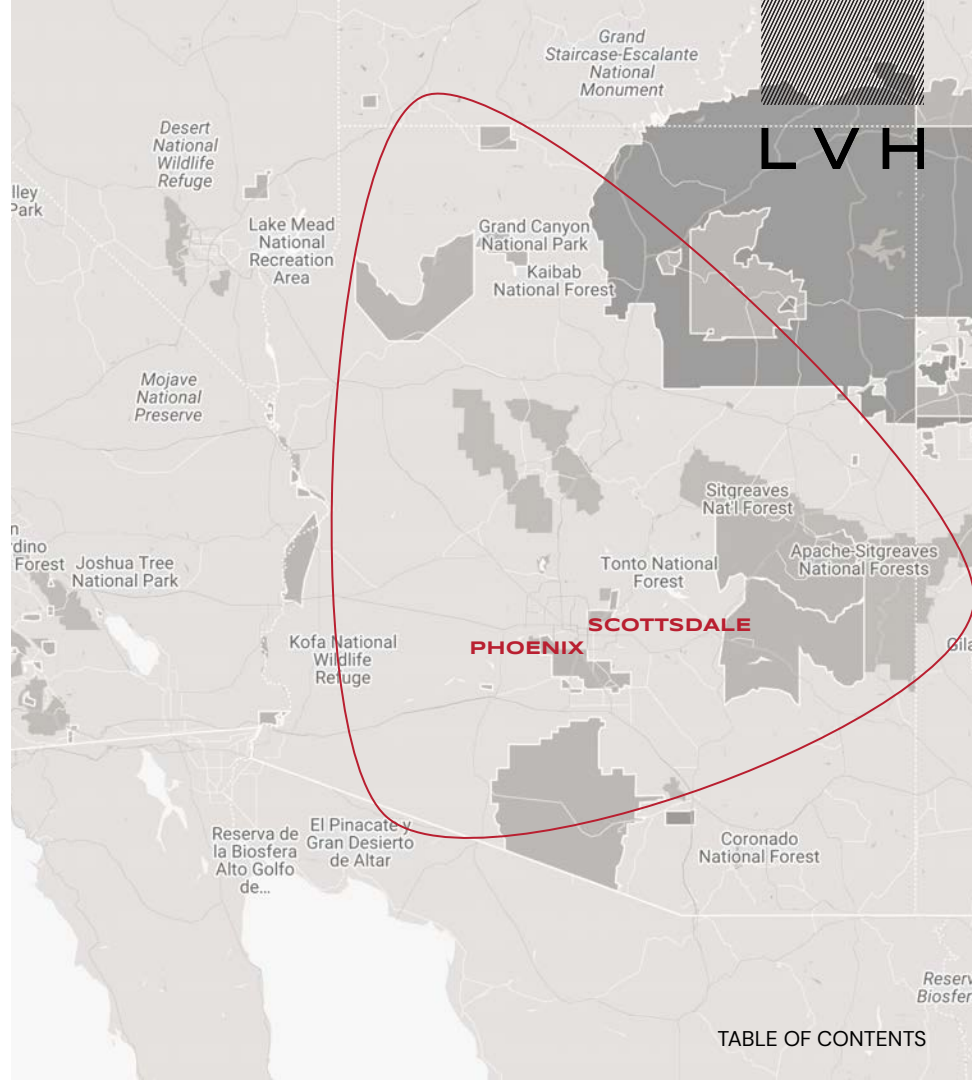 Grand
Staircase-Escalante
National
Monument
LVH
Desert
National
Wildlife
Refuge
lley
Park
Lake Mead
National
Recreation
Area
Grand Canyon
National Park
Kaibab
National Forest
Mojave
National
Preserve
Sitgreaves
Nat'l Forest
n
rdino
Forest
Joshua Tree
National Park
Tonto National
Forest
Apache-Sitgreaves
National Forests
SCOTTSDALE
PHOENIX
Kofa National
Wildlife
Refuge
Gila
El Pinacate y
Gran Desierto
de Altar
Reserva de
la Biosfera
Alto Golfo
de...
Coronado
National Forest
Reserv
Biosfer
TABLE OF CONTENTS